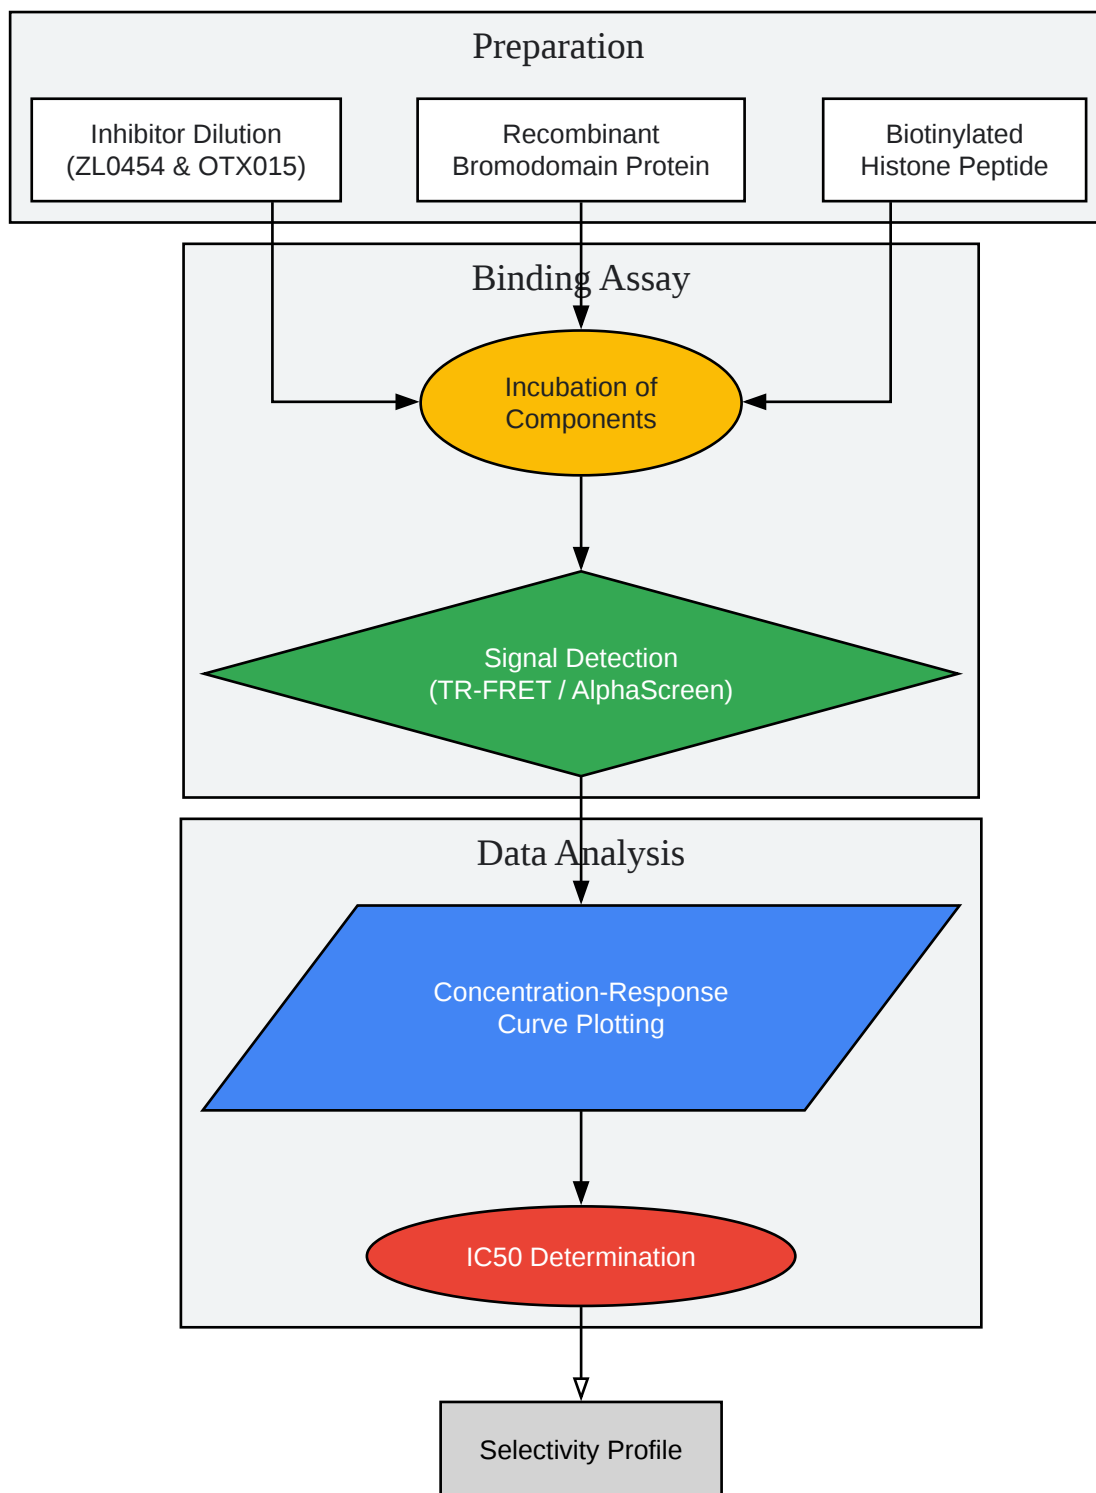 Preparation
Inhibitor Dilution
(ZL0454 & OTX015)
Recombinant
Bromodomain Protein
Biotinylated
Histone Peptide
Binding Assay
Incubation of
Components
Signal Detection
(TR-FRET / AlphaScreen)
Data Analysis
Concentration-Response
Curve Plotting
IC50 Determination
Selectivity Profile